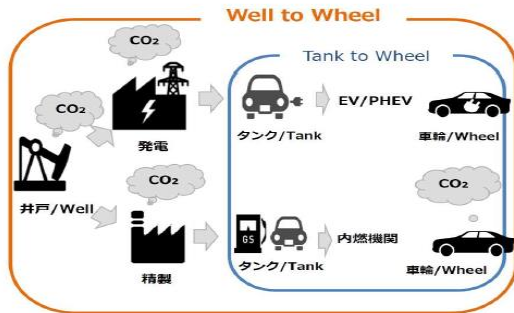 Well to Wheel
CO₂
Tank to Wheel
CO₂
EV/PHEV
発電
タンク/Tank
車輪/Wheel
井戸/Well
CO₂
CO₂
GS
内燃機関
精製
タンク/Tank
車輪/Wheel